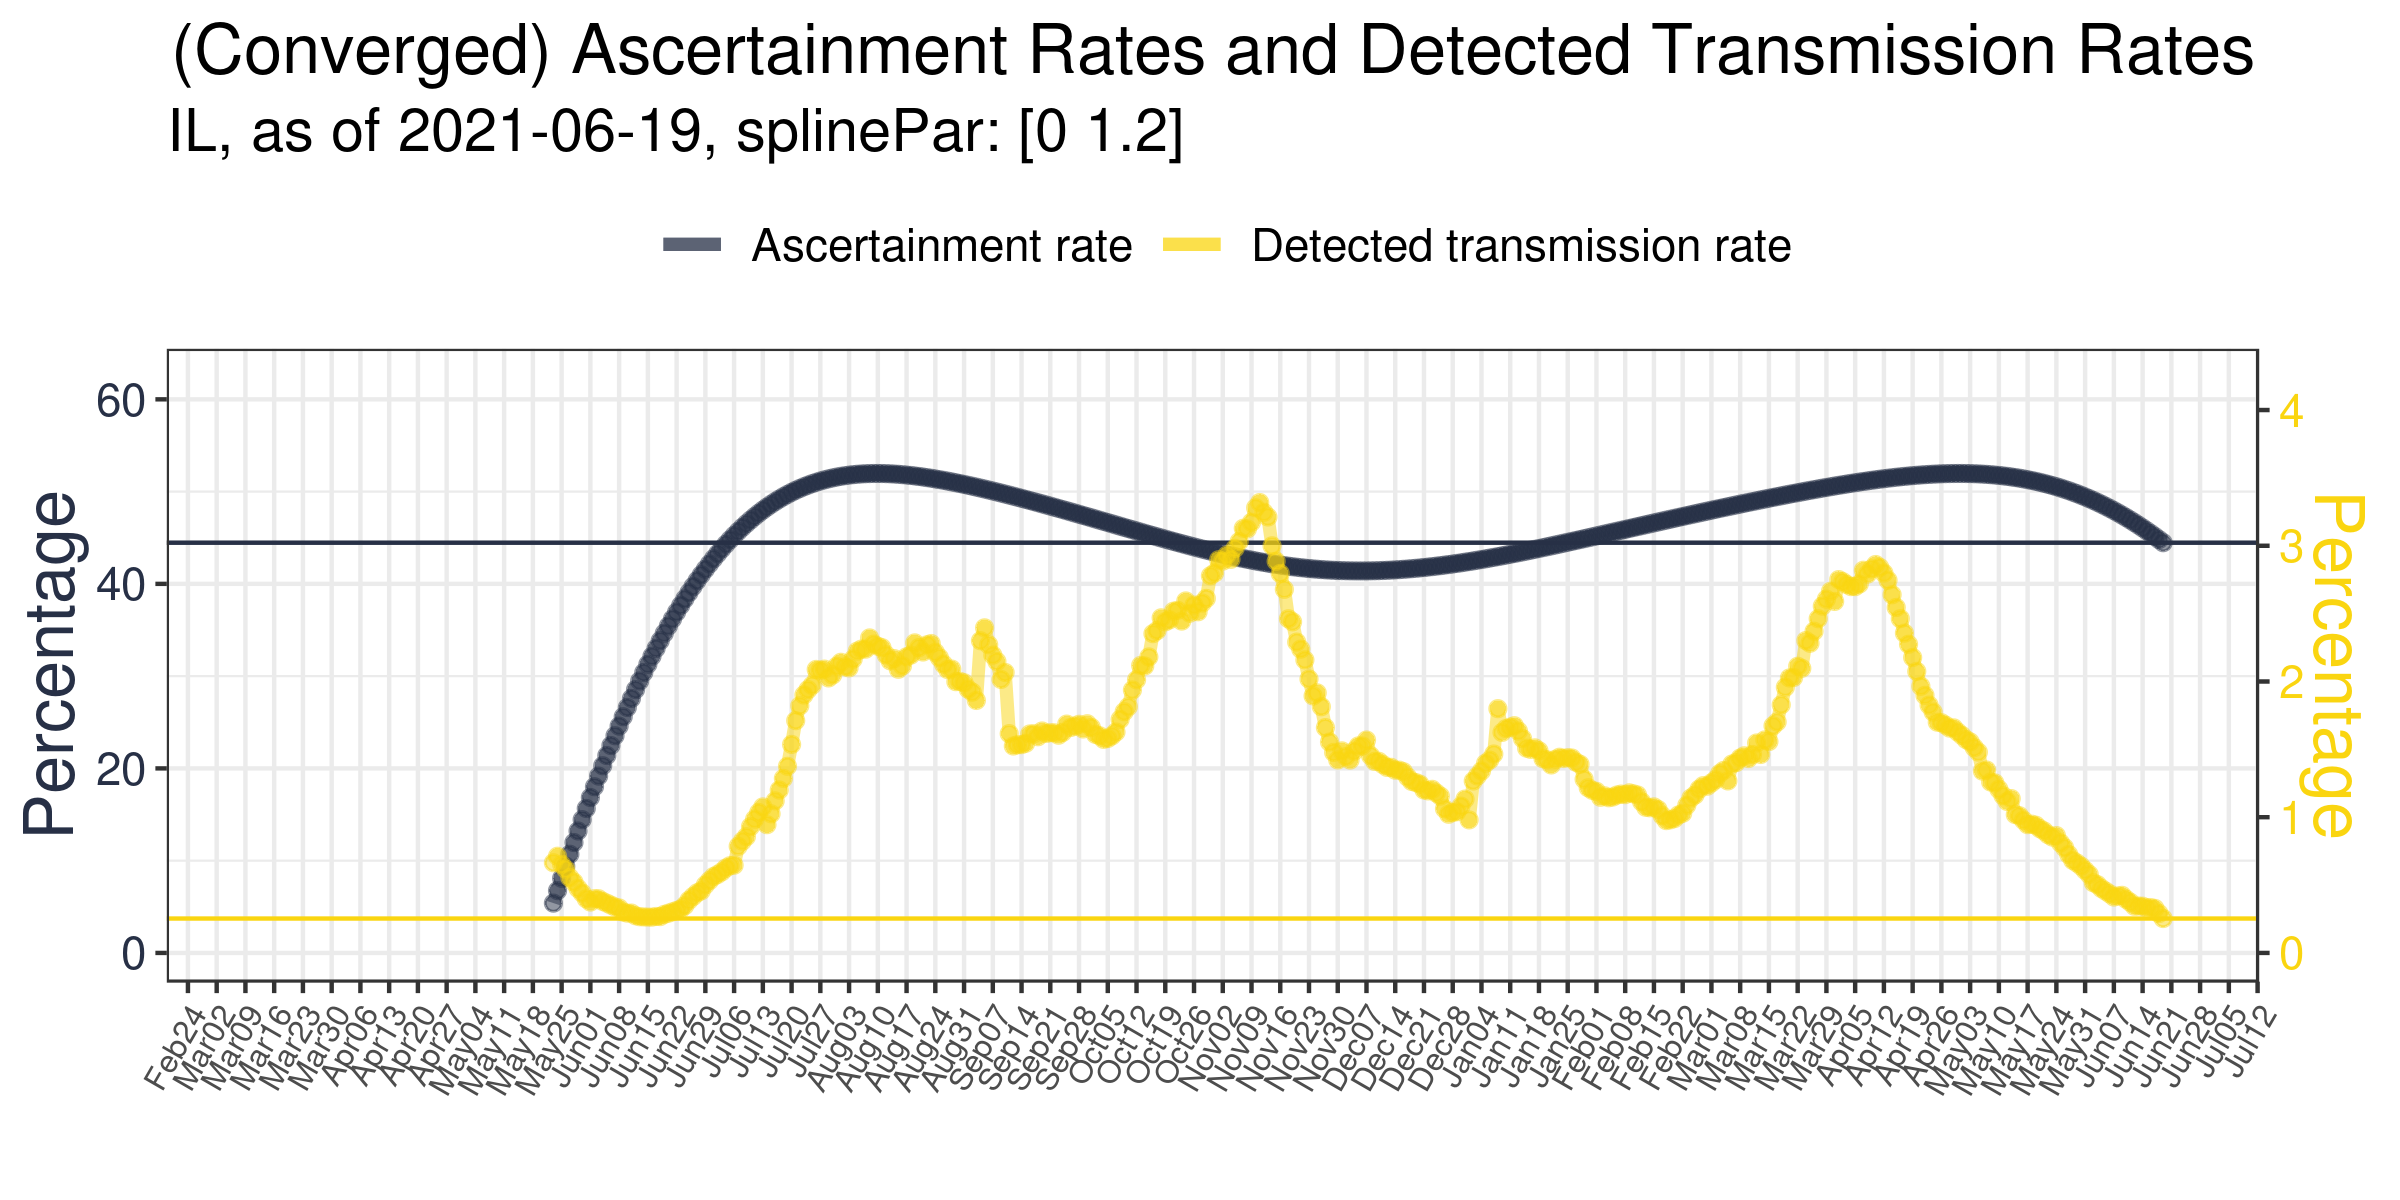 (Converged) Ascertainment Rates and Detected Transmission Rates
IL, as of 2021-06-19, splinePar: [0 1.2]
Ascertainment rate
Detected transmission rate
Percentage
60
40
20
0
4
3
2
1
0
Percentage
Feb24
Mar02
Mar09
Mar16
Mar23
Mar30
Apr06
Apr13
Apr20
Apr27
May04
May11
May18
May25
Jun01
Jun08
Jun15
Jun22
Jun29
Jul06
Jul13
Jul20
Jul27
Aug03
Aug10
Aug17
Aug24
Aug31
Sep07
Sep14
Sep21
Sep28
Oct05
Oct12
Oct19
Oct26
Nov02
Nov09
Nov16
Nov23
Nov30
Dec07
Dec14
Dec21
Dec28
Jan04
Jan11
Jan18
Jan25
Feb01
Feb08
Feb15
Feb22
Mar01
Mar08
Mar15
Mar22
Mar29
Apr05
Apr12
Apr19
Apr26
May03
May10
May17
May24
May31
Jun07
Jun14
Jun21
Jun28
Jul05
Jul12